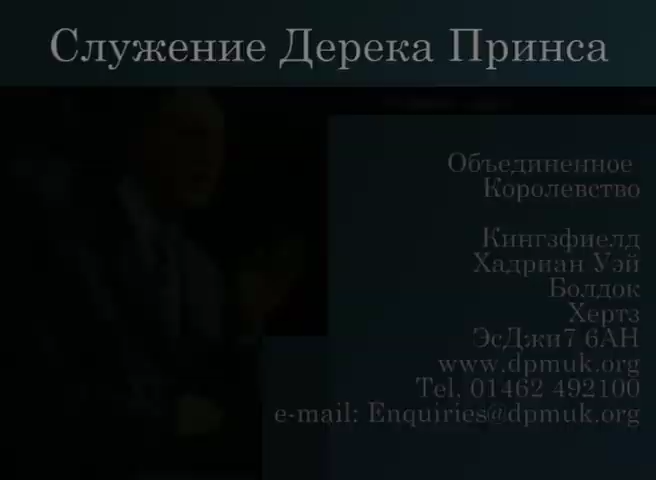 Служение Дерека Принса
Объединенное
Королевство
Кингзфиелд
Хадриан Уэй
Болдок
Хертз
ЭсДжи7 6АН
www.dpmuk.org
Tel. 01462 492100
e-mail: Enquiries@dpmuk.org